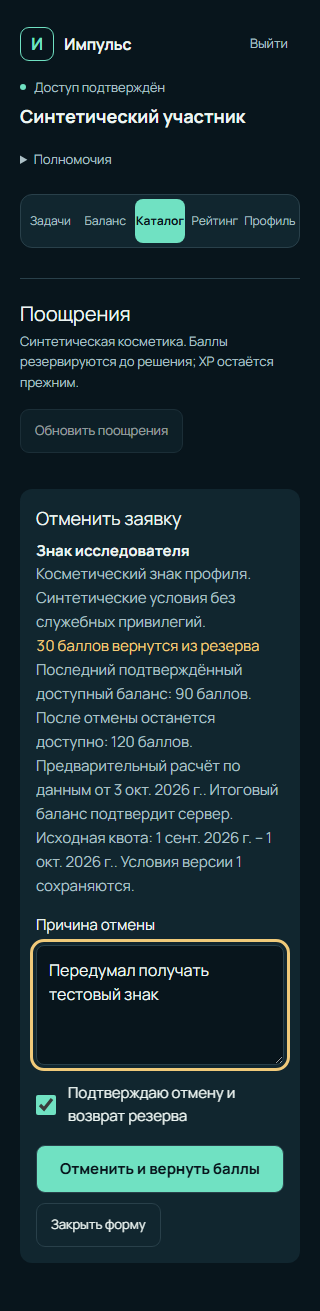 И Импульс Выйти
Доступ подтверждён
Синтетический участник
Полномочия
Задачи Баланс Каталог Рейтинг Профиль
Поощрения
Синтетическая косметика. Баллы
резервируются до решения; XP остаётся
прежним.
Обновить поощрения
Отменить заявку
Знак исследователя
Косметический знак профиля.
Синтетические условия без
служебных привилегий.
30 баллов вернутся из резерва
Последний подтверждённый
доступный баланс: 90 баллов.
После отмены останется
доступно: 120 баллов.
Предварительный расчёт по
данным от 3 окт. 2026 г.. Итоговый
баланс подтвердит сервер.
Исходная квота: 1 сент. 2026 г. – 1
окт. 2026 г.. Условия версии 1
сохраняются.
Причина отмены
Передумал получать
тестовый знак
Подтверждаю отмену и
возврат резерва
Отменить и вернуть баллы
Закрыть форму